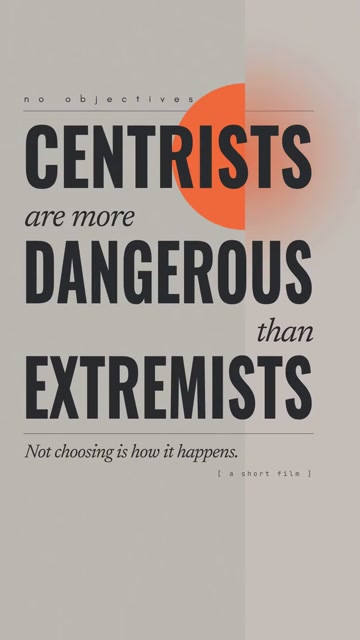 no objectives
CENTRISTS
are more
DANGEROUS
than
EXTREMISTS
Not choosing is how it happens.
[ a short film ]